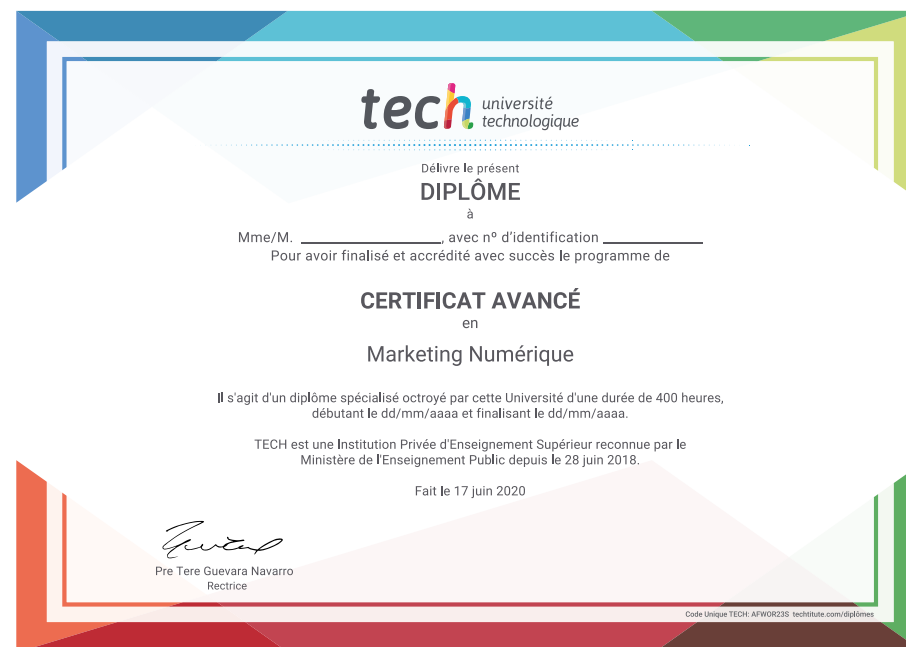 tech université
technologique
Délivre le présent
DIPLÔME
à
Mme/M. ____________________, avec nº d'identification ______________
Pour avoir finalisé et accrédité avec succès le programme de
CERTIFICAT AVANCÉ
en
Marketing Numérique
Il s'agit d'un diplôme spécialisé octroyé par cette Université d'une durée de 400 heures,
débutant le dd/mm/aaaa et finalisant le dd/mm/aaaa.
TECH est une Institution Privée d'Enseignement Supérieur reconnue par le
Ministère de l'Enseignement Public depuis le 28 juin 2018.
Fait le 17 juin 2020
Pre Tere Guevara Navarro
Rectrice
Code Unique TECH: AFWOR23S techtitute.com/diplômes